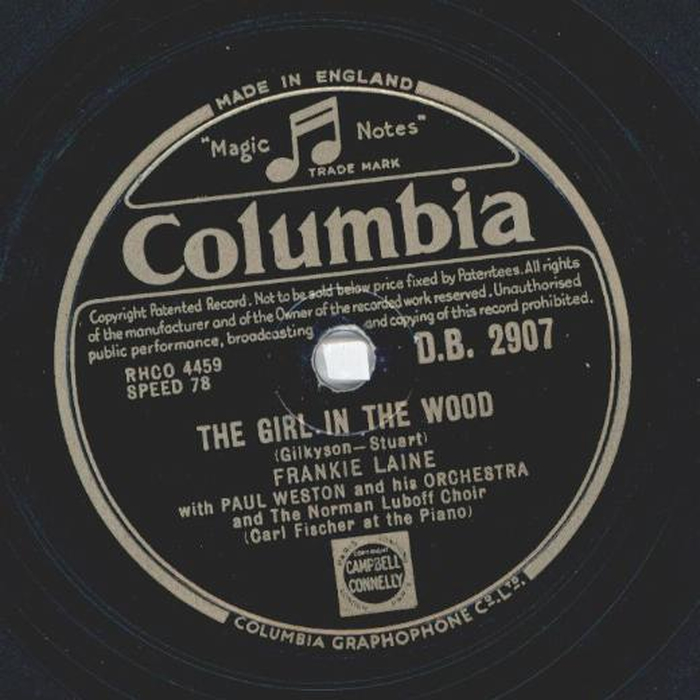 MADE IN ENGLAND
"Magic Notes"
TRADE MARK
Columbia
Copyright Patented Record. Not to be sold below price fixed by Patentees. All rights
of the manufacturer and of the Owner of the recorded work reserved. Unauthorised
public performance, broadcasting and copying of this record prohibited.
RHCO 4459
SPEED 78
D.B. 2907
THE GIRL IN THE WOOD
(Gilkyson—Stuart)
FRANKIE LAINE
with PAUL WESTON and his ORCHESTRA
and The Norman Luboff Choir
(Carl Fischer at the Piano)
COPYRIGHT
CAMPBELL
CONNELLY
COLUMBIA GRAPHOPHONE Co. LTD.